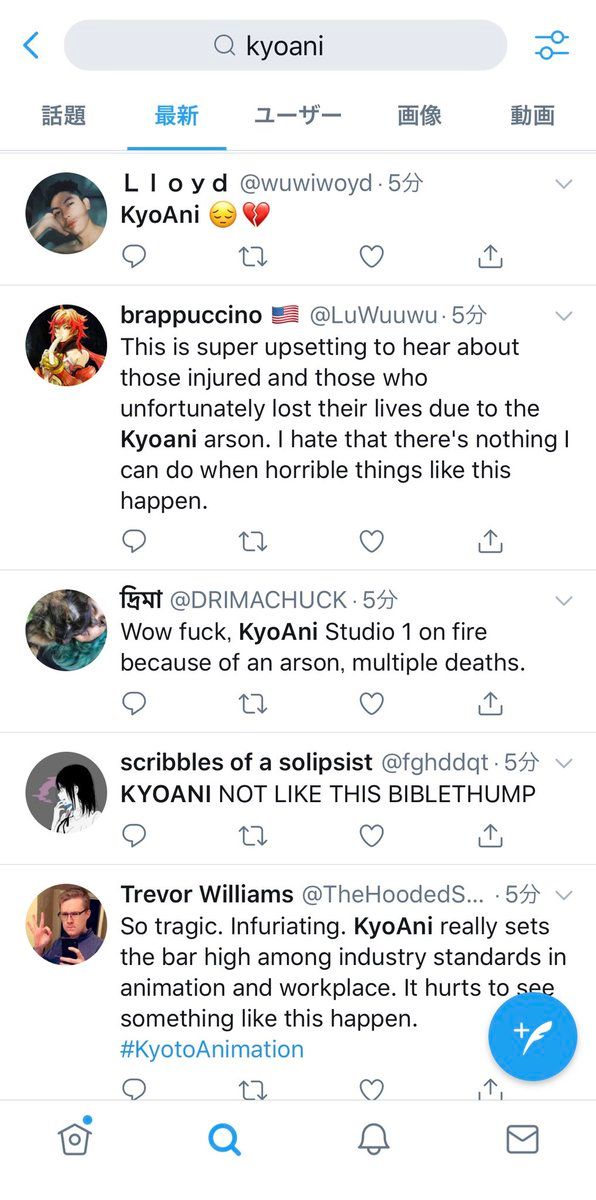 kyoani
話題 最新 ユーザー 画像 動画
Ｌｌｏｙｄ @wuwiwoyd · 5分
KyoAni 😔💔
brappuccino 🇺🇸 @LuWuuwu · 5分
This is super upsetting to hear about
those injured and those who
unfortunately lost their lives due to the
Kyoani arson. I hate that there's nothing I
can do when horrible things like this
happen.
দ্রিমা @DRIMACHUCK · 5分
Wow fuck, KyoAni Studio 1 on fire
because of an arson, multiple deaths.
scribbles of a solipsist @fghddqt · 5分
KYOANI NOT LIKE THIS BIBLETHUMP
Trevor Williams @TheHoodedS... · 5分
So tragic. Infuriating. KyoAni really sets
the bar high among industry standards in
animation and workplace. It hurts to see
something like this happen.
#KyotoAnimation